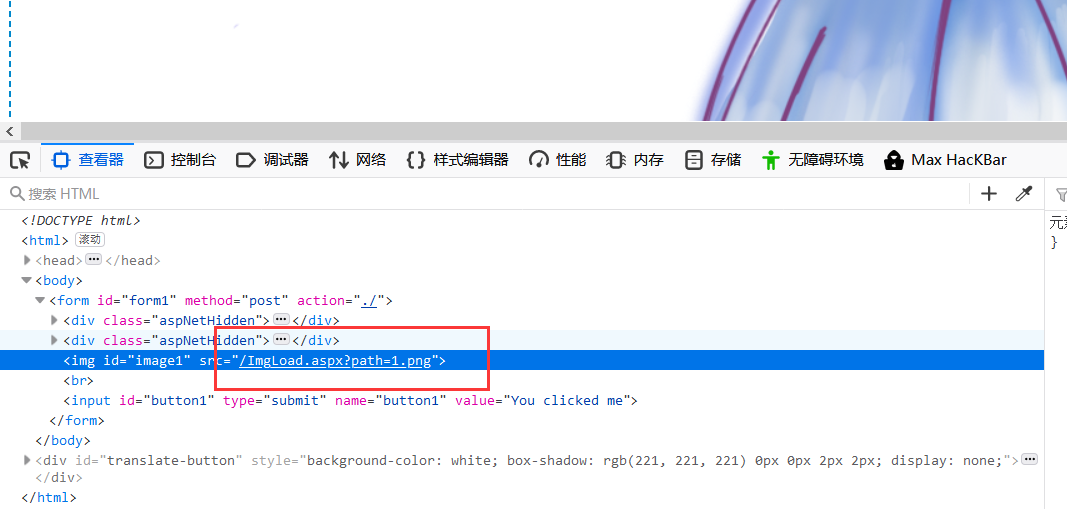 查看器 控制台 调试器 网络 样式编辑器 性能 内存 存储 无障碍环境 Max HacKBar
搜索 HTML
<!DOCTYPE html>
<html> 滚动
<head> ··· </head>
<body>
<form id="form1" method="post" action="./">
<div class="aspNetHidden"> ··· </div>
<div class="aspNetHidden"> ··· </div>
<img id="image1" src="/ImgLoad.aspx?path=1.png">
<br>
<input id="button1" type="submit" name="button1" value="You clicked me">
</form>
</body>
<div id="translate-button" style="background-color: white; box-shadow: rgb(221, 221, 221) 0px 0px 2px 2px; display: none;"> ···
</div>
</html>
}